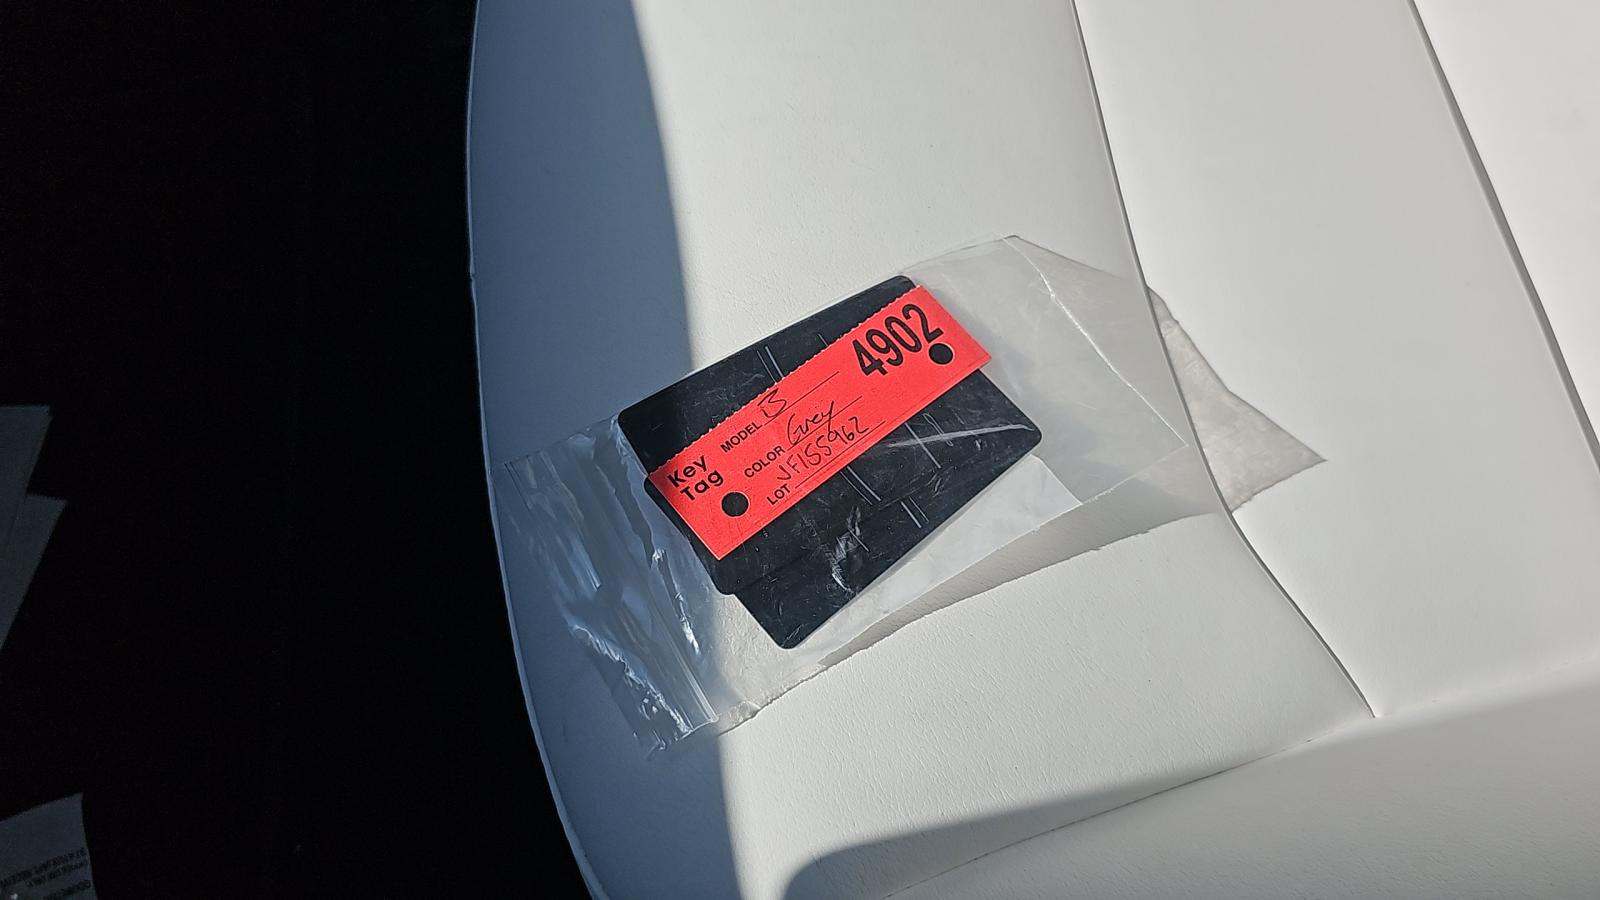 Key
Tag
MODEL 3
4902
COLOR Grey
LOT JF155962